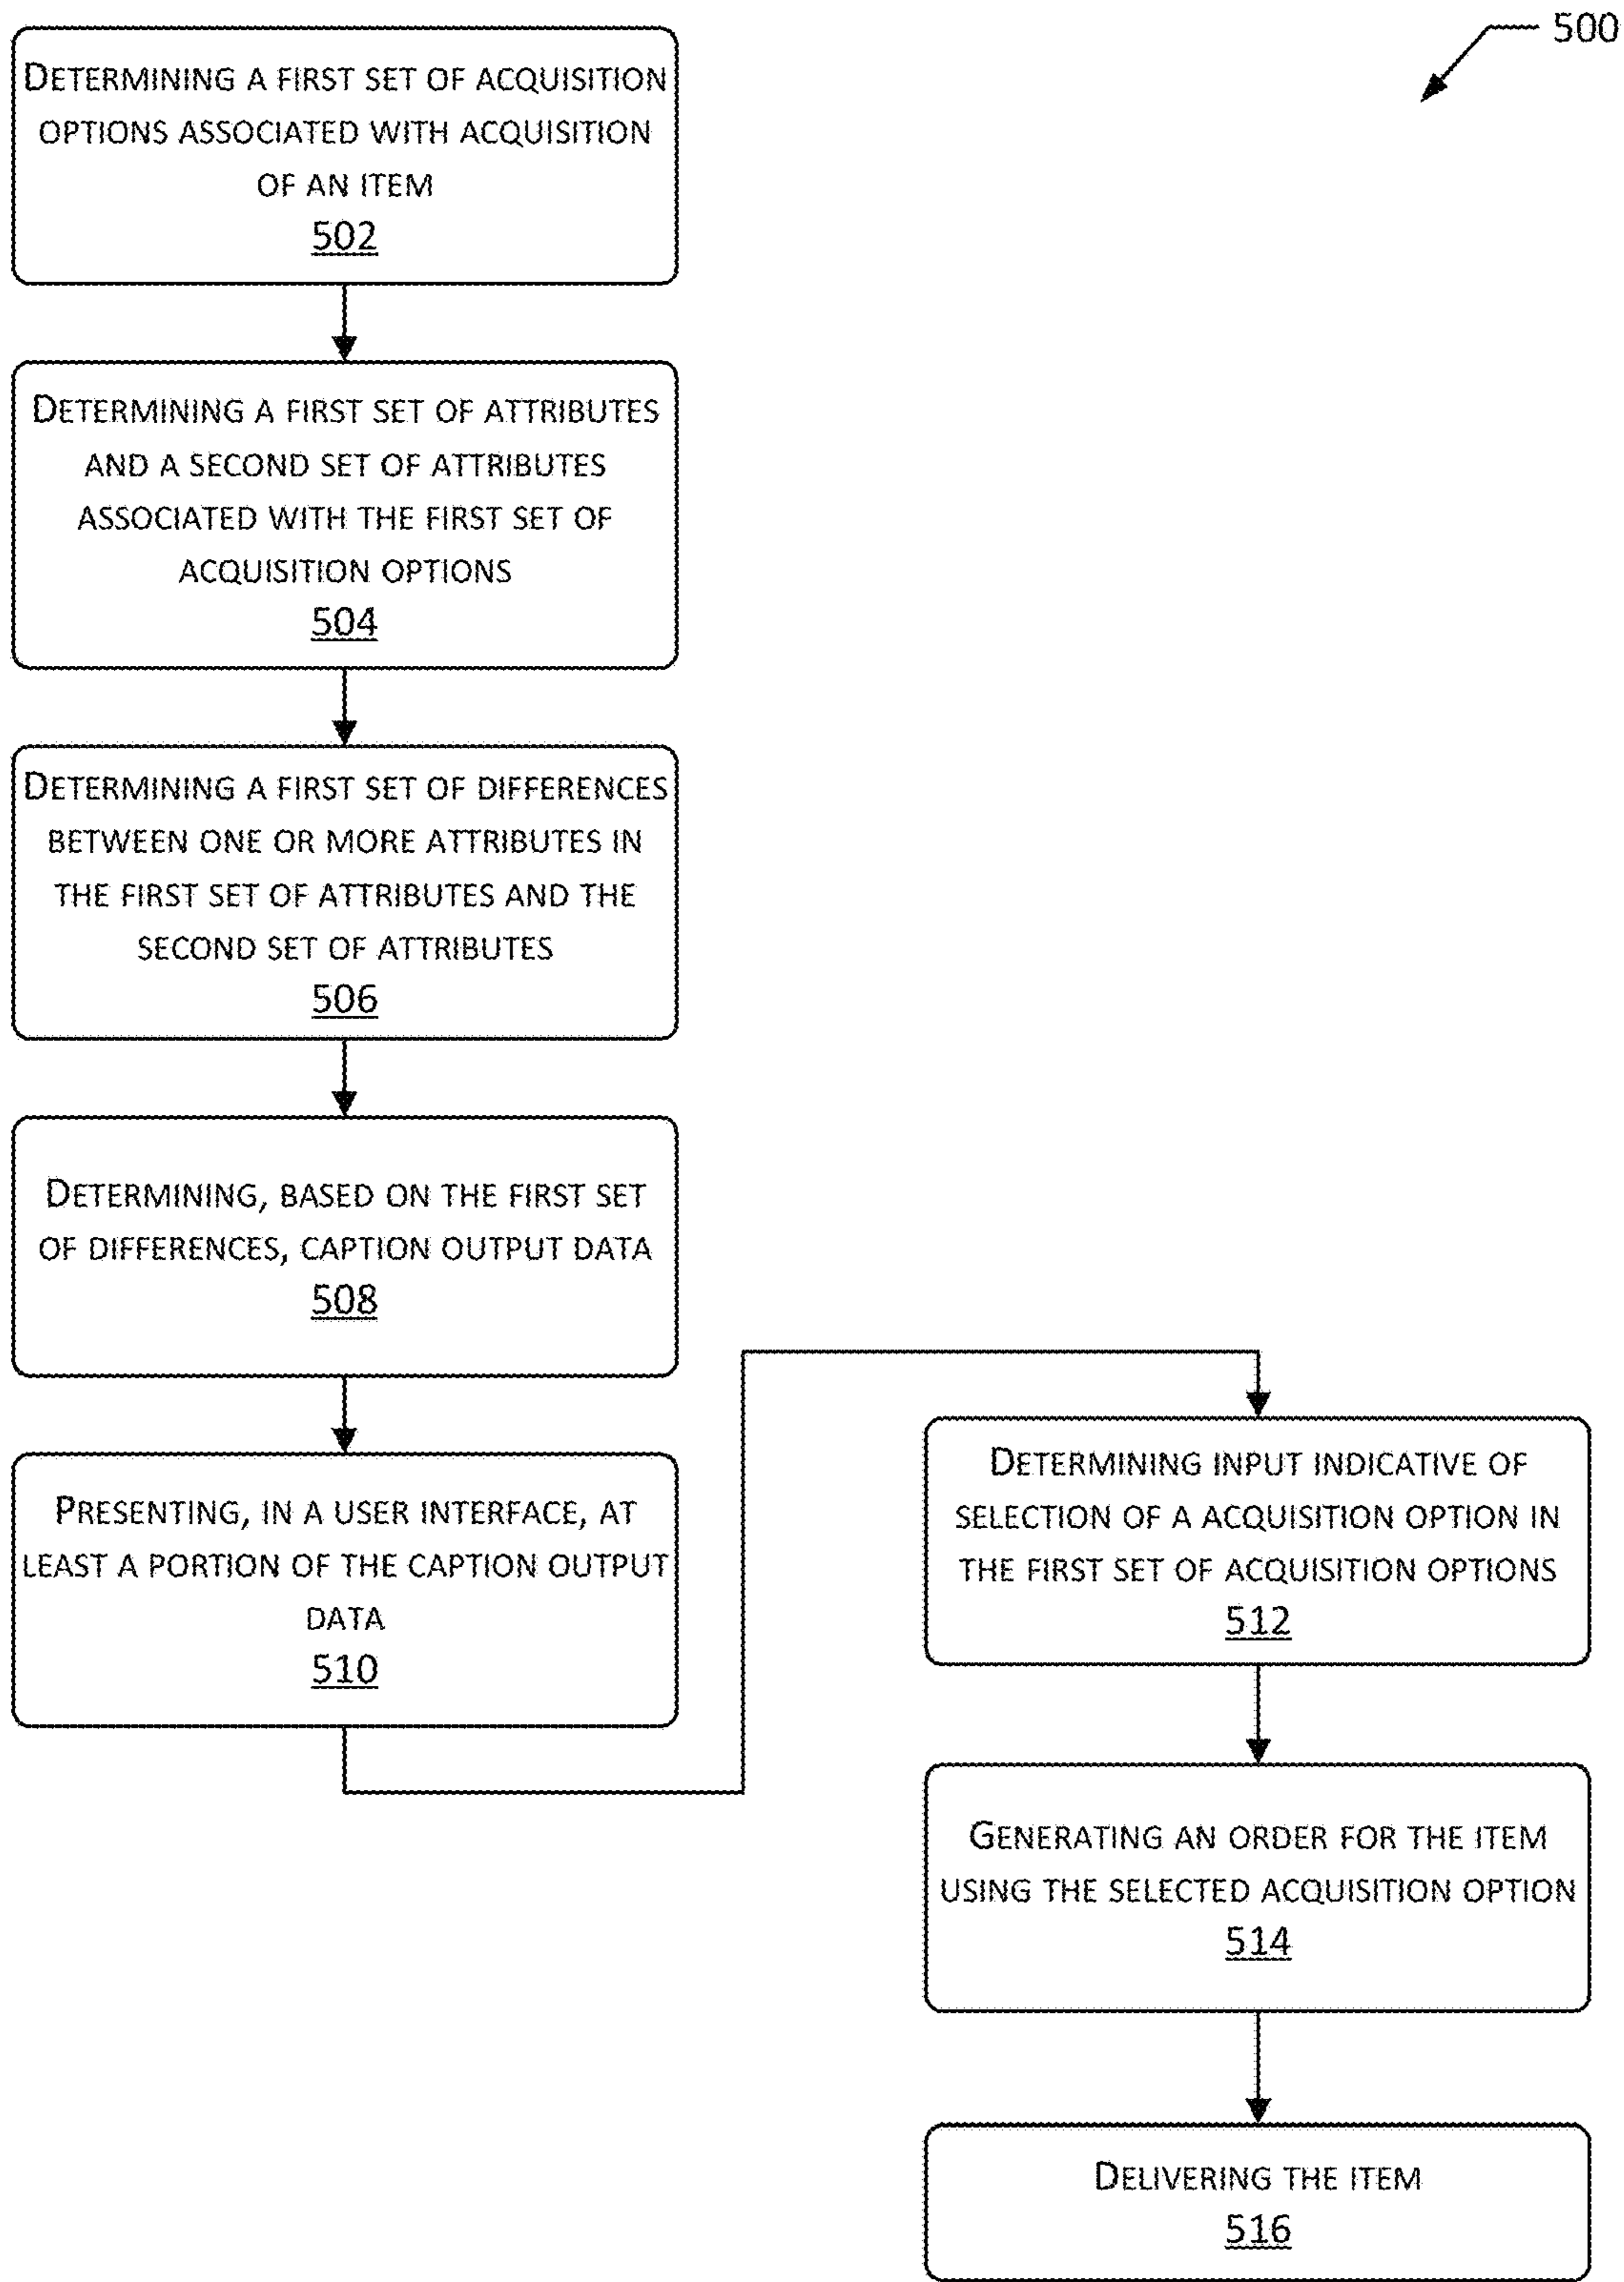 500
DETERMINING A FIRST SET OF ACQUISITION
OPTIONS ASSOCIATED WITH ACQUISITION
OF AN ITEM
502
DETERMINING A FIRST SET OF ATTRIBUTES
AND A SECOND SET OF ATTRIBUTES
ASSOCIATED WITH THE FIRST SET OF
ACQUISITION OPTIONS
504
DETERMINING A FIRST SET OF DIFFERENCES
BETWEEN ONE OR MORE ATTRIBUTES IN
THE FIRST SET OF ATTRIBUTES AND THE
SECOND SET OF ATTRIBUTES
506
DETERMINING, BASED ON THE FIRST SET
OF DIFFERENCES, CAPTION OUTPUT DATA
508
PRESENTING, IN A USER INTERFACE, AT
LEAST A PORTION OF THE CAPTION OUTPUT
DATA
510
DETERMINING INPUT INDICATIVE OF
SELECTION OF A ACQUISITION OPTION IN
THE FIRST SET OF ACQUISITION OPTIONS
512
GENERATING AN ORDER FOR THE ITEM
USING THE SELECTED ACQUISITION OPTION
514
DELIVERING THE ITEM
516